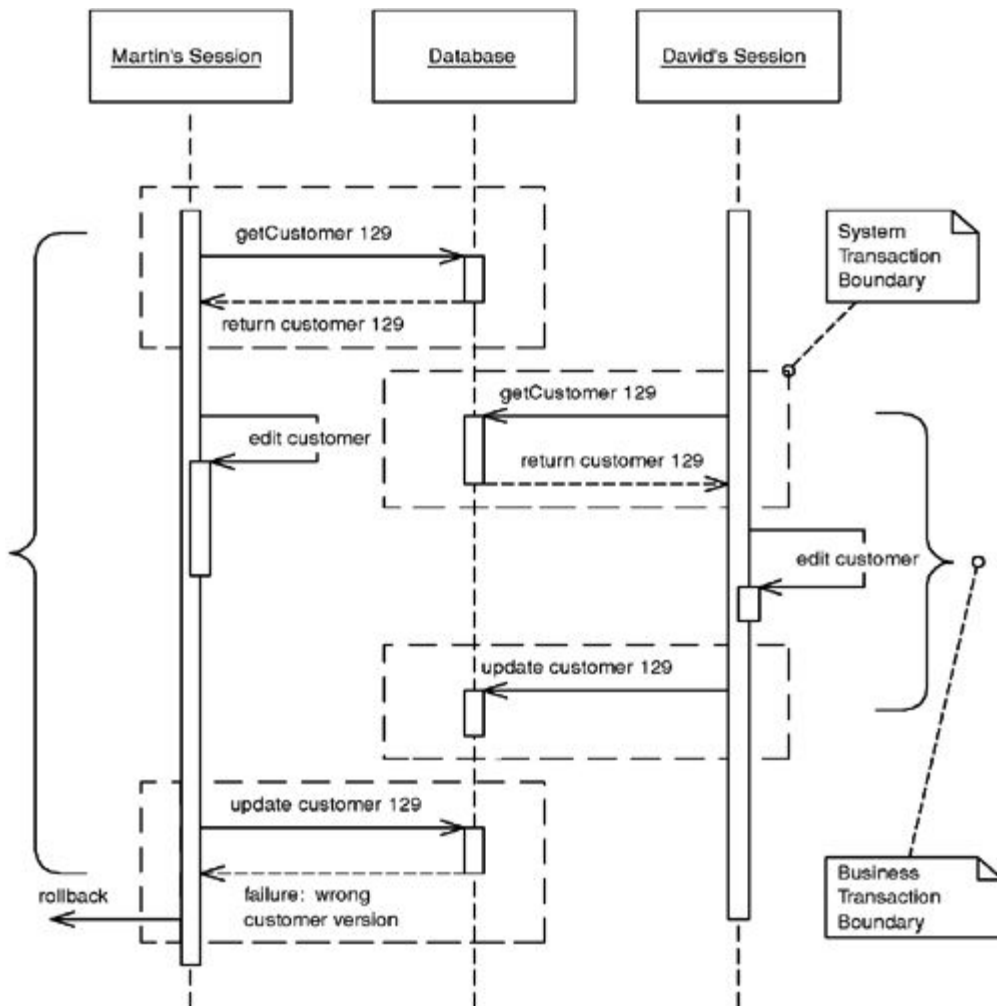 Martin's Session
Database
David's Session
getCustomer 129
return customer 129
System
Transaction
Boundary
getCustomer 129
edit customer
return customer 129
edit customer
update customer 129
update customer 129
failure: wrong
customer version
rollback
Business
Transaction
Boundary